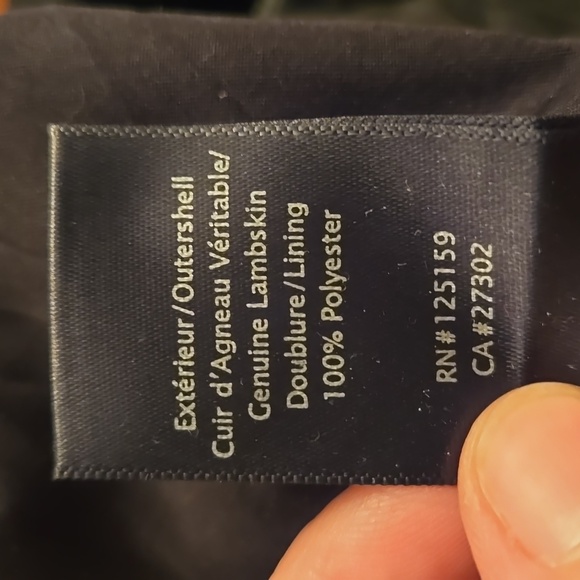 Extérieur/Outershell
Cuir d'Agneau Véritable/
Genuine Lambskin
Doublure/Lining
100% Polyester
RN#125159
CA#27302